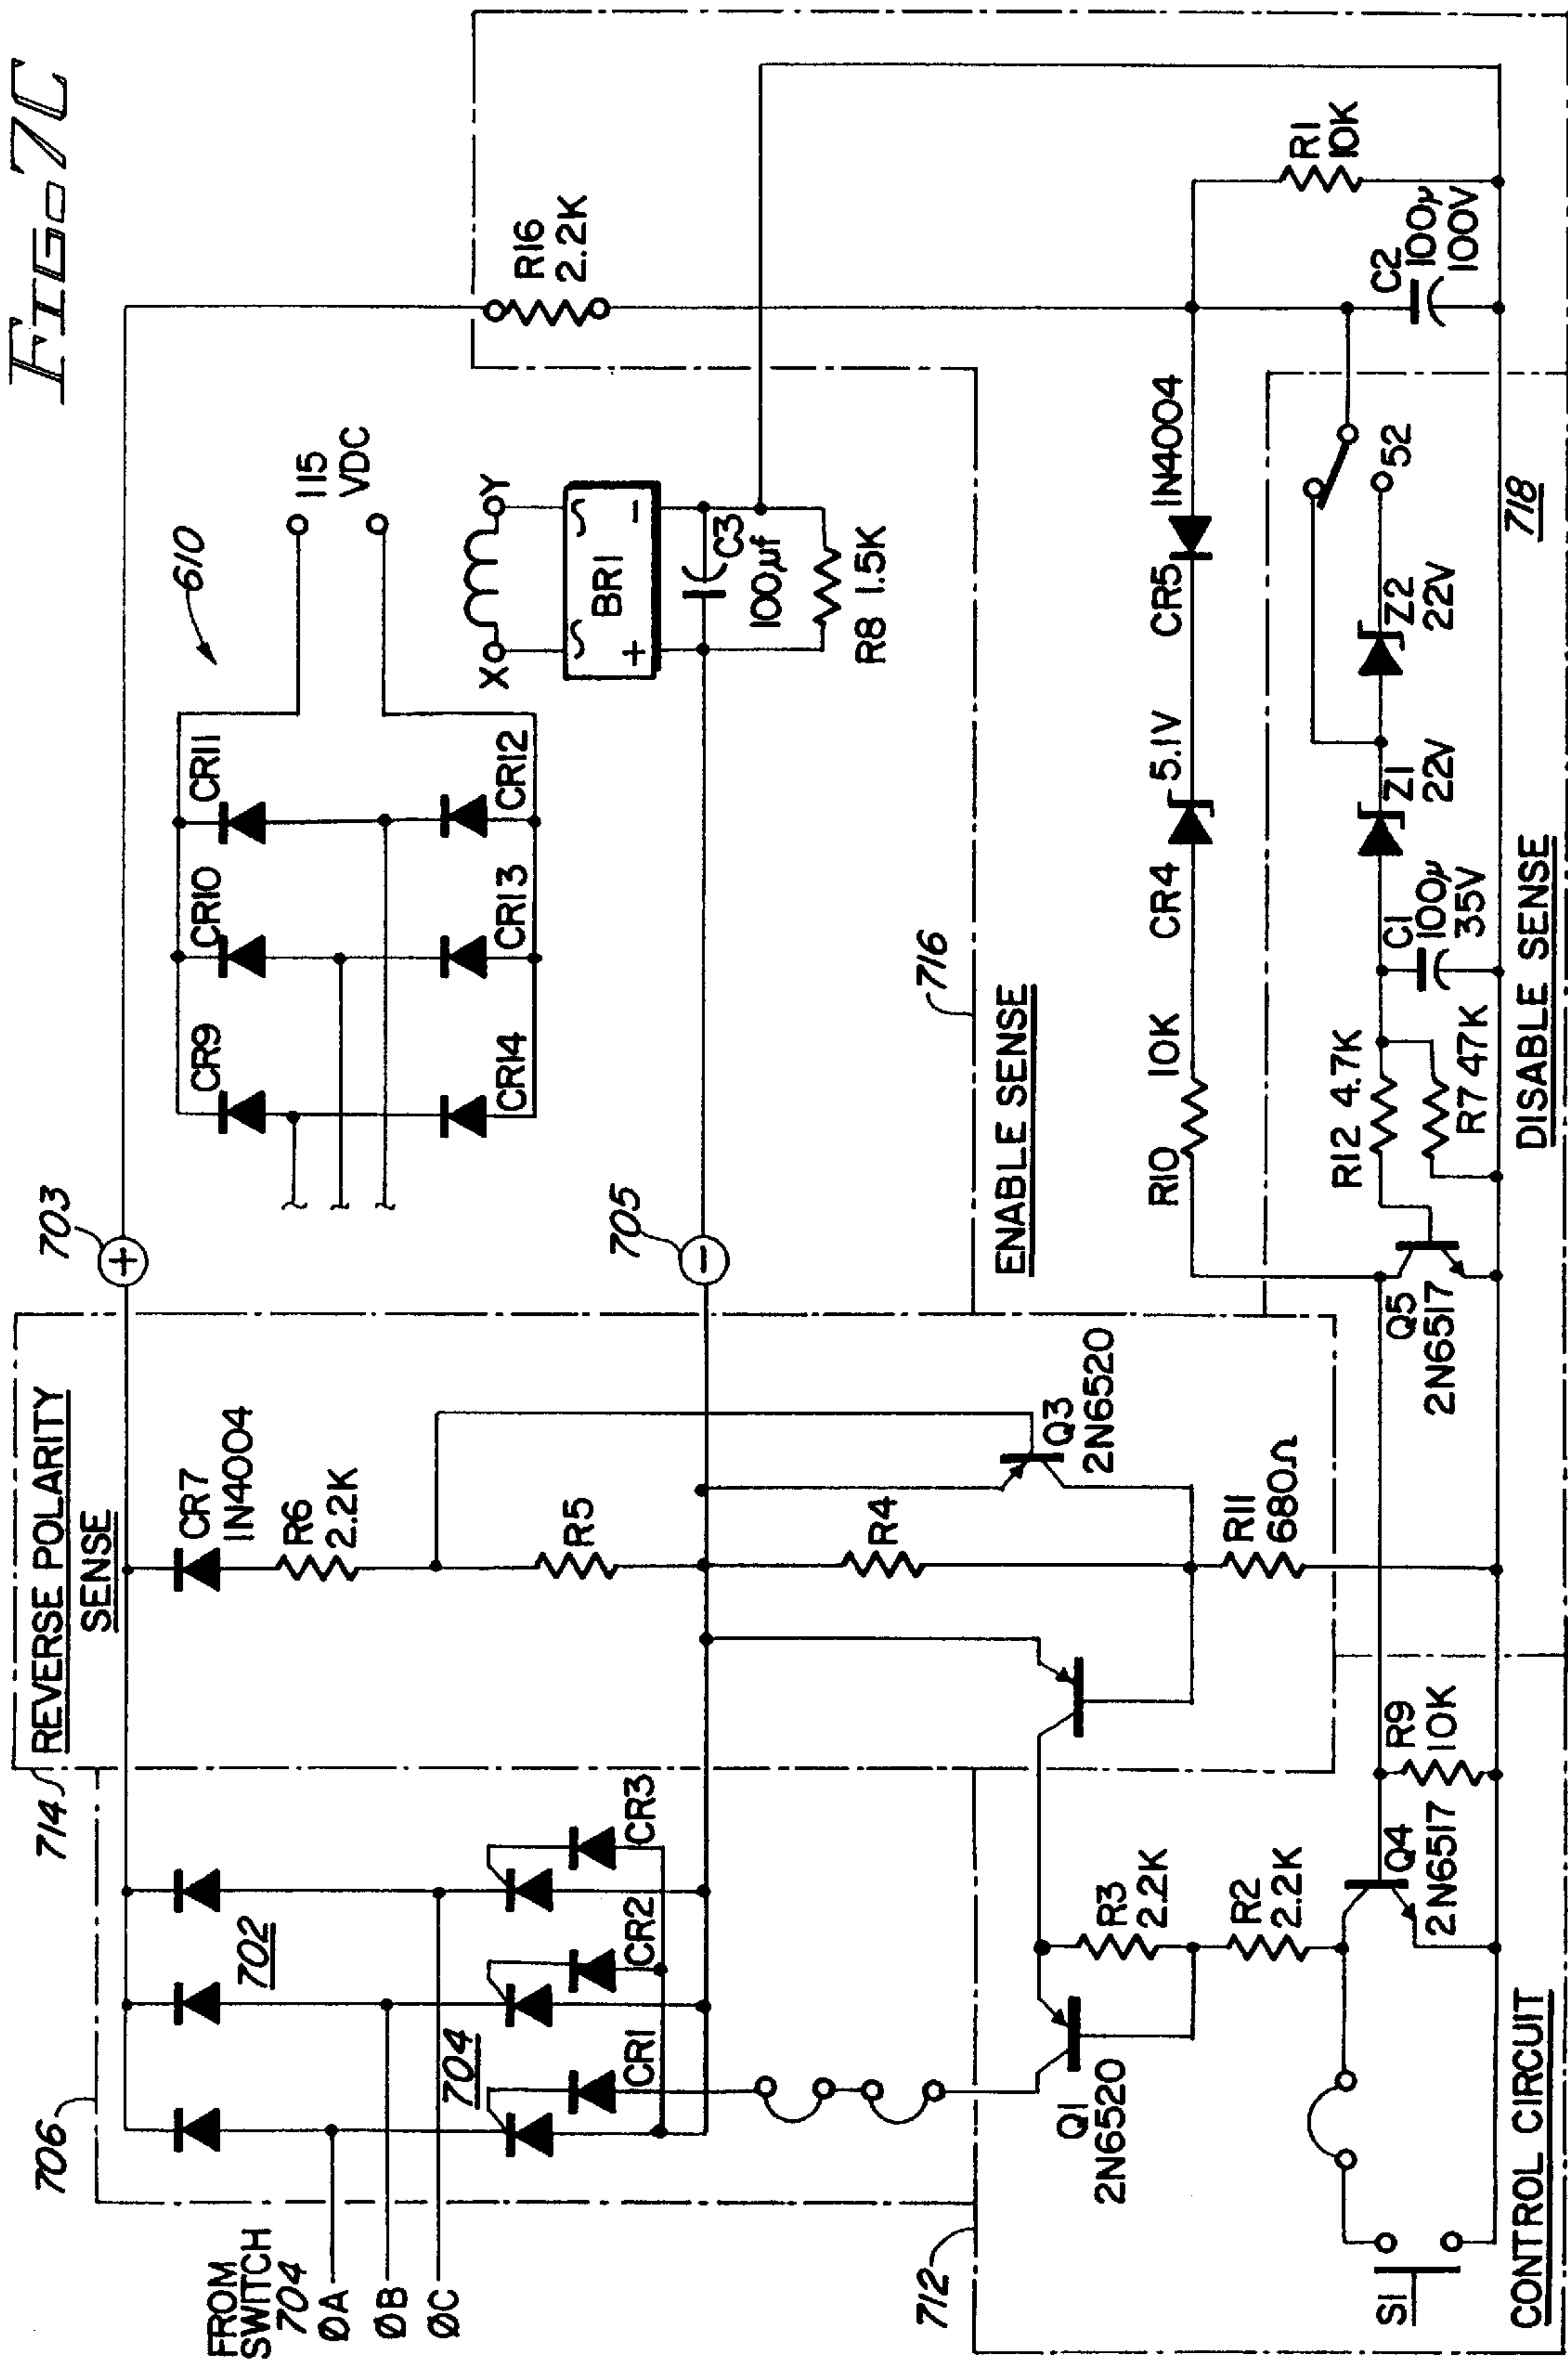 FIG-7C
703
+
714
REVERSE POLARITY
SENSE
CR7
1N4004
R6
2.2K
R5
706
702
704
CR1
CR2
CR3
FROM
SWITCH
704
ØA
ØB
ØC
610
115
VDC
CR9
CR10
CR11
CR14
CR13
CR12
X
Y
BR1
+
-
C3
100µf
R8 1.5K
705
-
R16
2.2K
716
ENABLE SENSE
R4
Q3
2N6520
R11
680Ω
712
Q1
2N6520
R3
2.2K
R2
2.2K
Q4
2N6517
R9
10K
S1
CONTROL CIRCUIT
R10
10K
CR4
5.1V
CR5
1N4004
R1
10K
C2
100µ
100V
Q5
2N6517
R12 4.7K
R7 47K
C1
100µ
35V
Z1
22V
Z2
22V
52
718
DISABLE SENSE